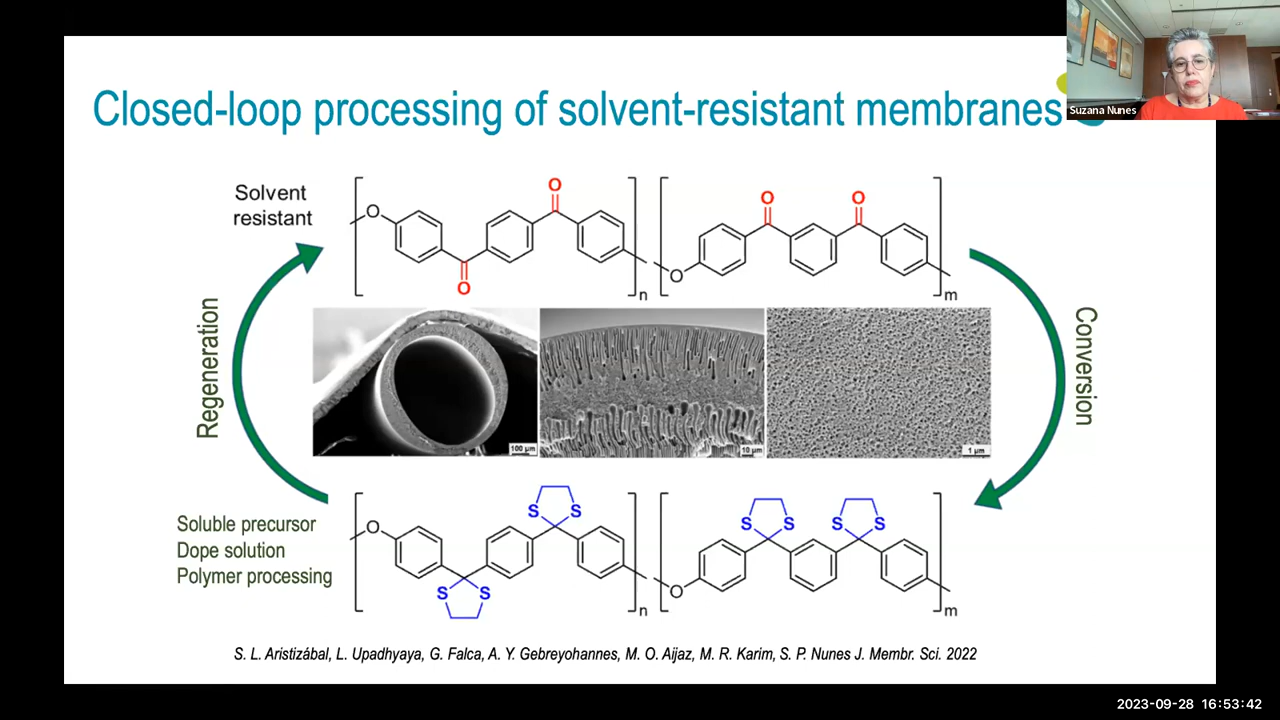 Suzana Nunes
Closed-loop processing of solvent-resistant membranes
Solvent
resistant
O
O
O
n
O
O
O
m
Regeneration
Conversion
100 µm
10 µm
1 µm
Soluble precursor
Dope solution
Polymer processing
O
S S
S S
n
O
S S
S S
m
S. L. Aristizábal, L. Upadhyaya, G. Falca, A. Y. Gebreyohannes, M. O. Aijaz, M. R. Karim, S. P. Nunes J. Membr. Sci. 2022
2023-09-28 16:53:42